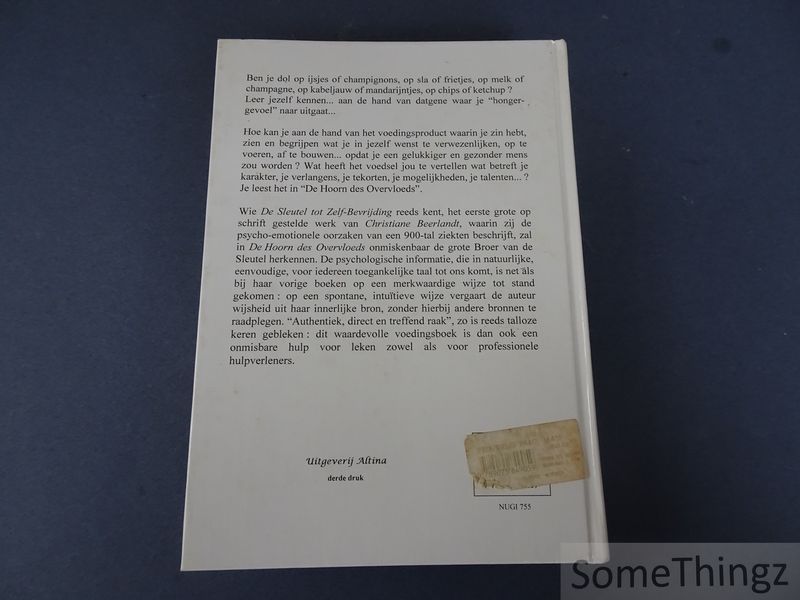 Ben je dol op ijsjes of champignons, op sla of frietjes, op melk of
champagne, op kabeljauw of mandarijntjes, op chips of ketchup ?
Leer jezelf kennen... aan de hand van datgene waar je “honger-
gevoel” naar uitgaat...
Hoe kan je aan de hand van het voedingsproduct waarin je zin hebt,
zien en begrijpen wat je in jezelf wenst te verwezenlijken, op te
voeren, af te bouwen... opdat je een gelukkiger en gezonder mens
zou worden ? Wat heeft het voedsel jou te vertellen wat betreft je
karakter, je verlangens, je tekorten, je mogelijkheden, je talenten... ?
Je leest het in “De Hoorn des Overvloeds”.
Wie De Sleutel tot Zelf-Bevrijding reeds kent, het eerste grote op
schrift gestelde werk van Christiane Beerlandt, waarin zij de
psycho-emotionele oorzaken van een 900-tal ziekten beschrijft, zal
in De Hoorn des Overvloeds onmiskenbaar de grote Broer van de
Sleutel herkennen. De psychologische informatie, die in natuurlijke,
eenvoudige, voor iedereen toegankelijke taal tot ons komt, is net als
bij haar vorige boeken op een merkwaardige wijze tot stand
gekomen : op een spontane, intuïtieve wijze vergaart de auteur
wijsheid uit haar innerlijke bron, zonder hierbij andere bronnen te
raadplegen. “Authentiek, direct en treffend raak”, zo is reeds talloze
keren gebleken : dit waardevolle voedingsboek is dan ook een
onmisbare hulp voor leken zowel als voor professionele
hulpverleners.
Uitgeverij Altina
derde druk
NUGI 755
SomeThingz